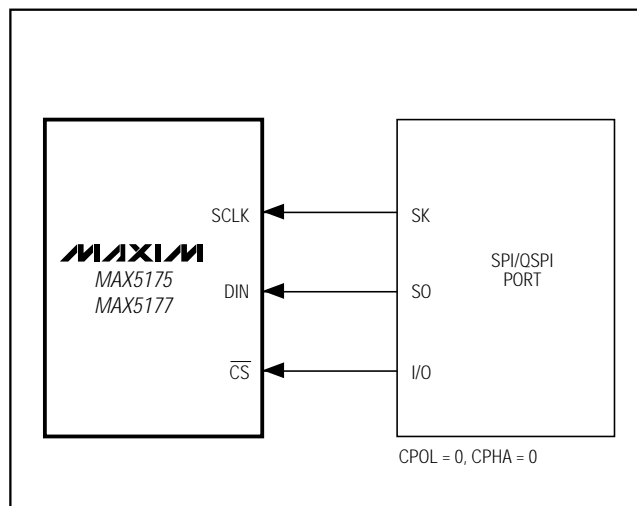 SCLK
MAXIM
MAX5175
MAX5177
DIN
CS
SK
SO
I/O
SPI/QSPI
PORT
CPOL = 0, CPHA = 0